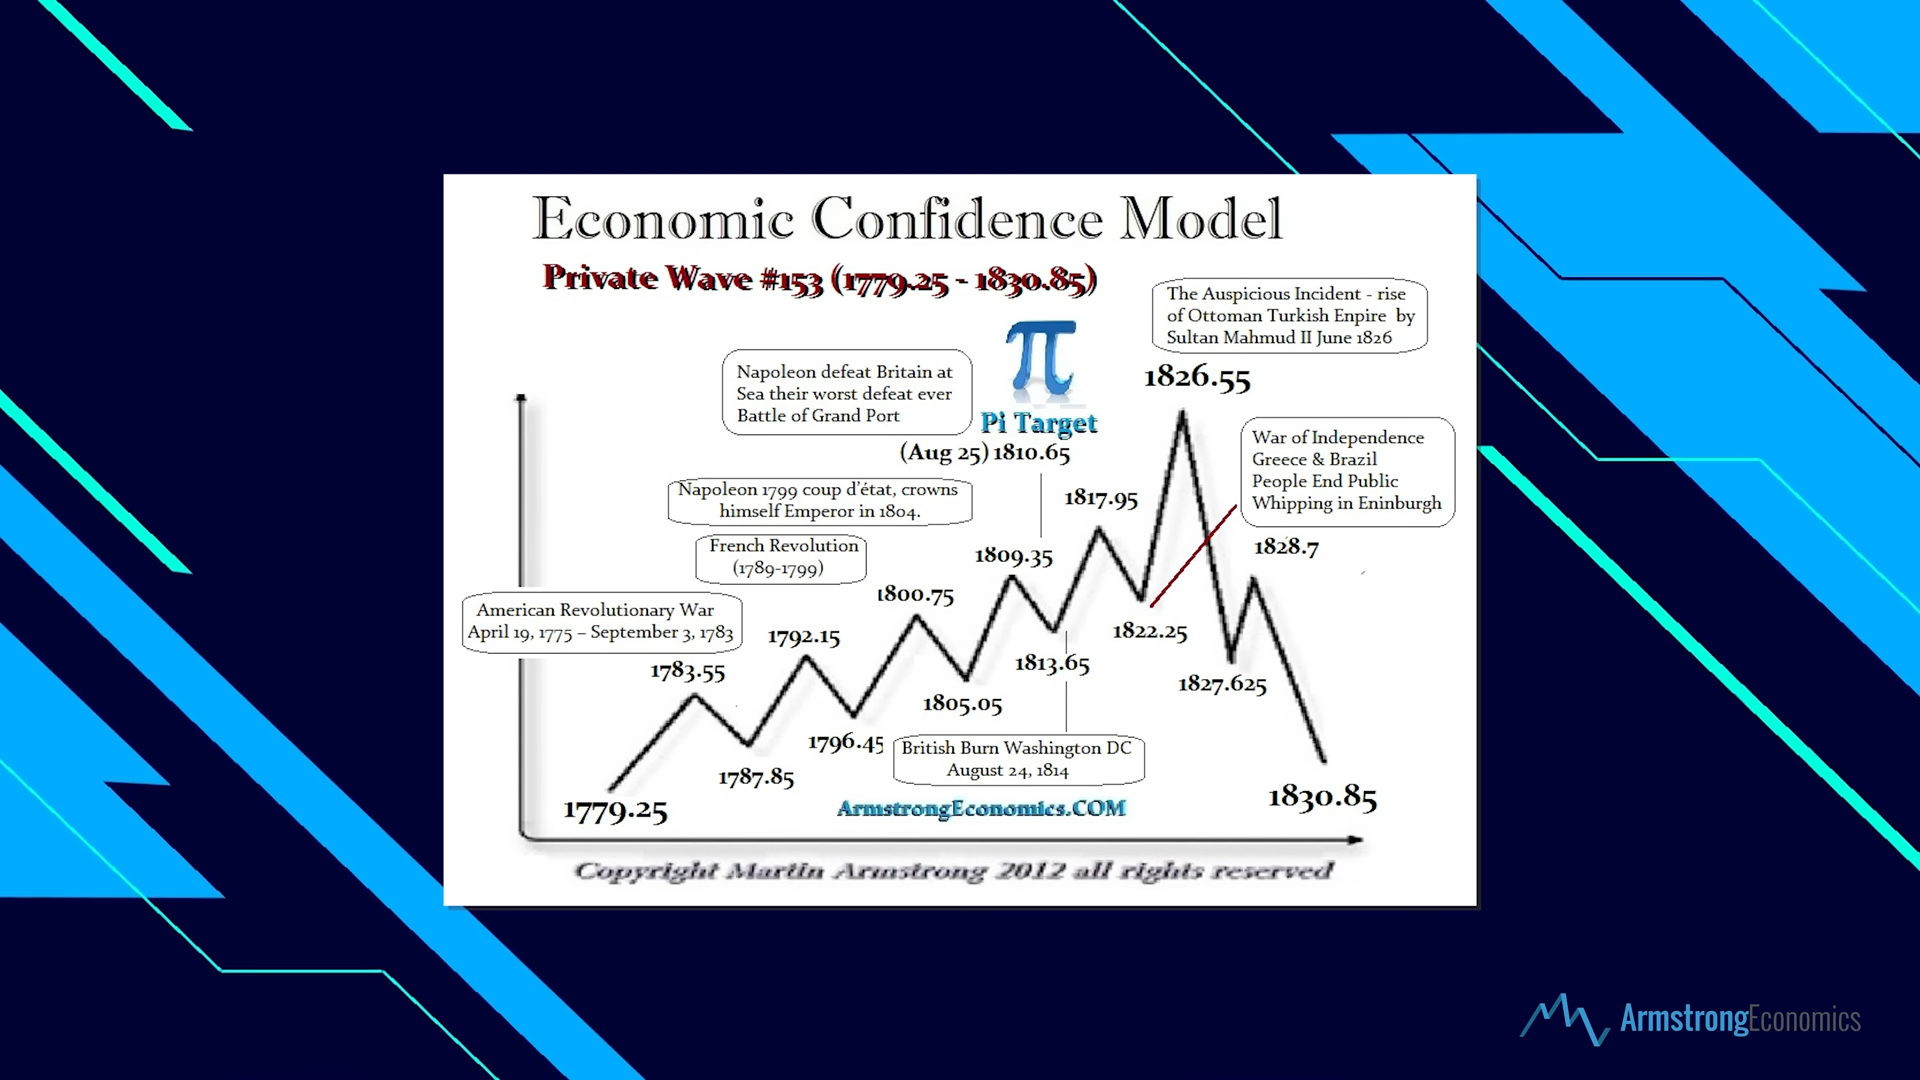 Economic Confidence Model
Private Wave #153 (1779.25 - 1830.85)
The Auspicious Incident - rise
of Ottoman Turkish Enpire by
Sultan Mahmud II June 1826
1826.55
π
Pi Target
(Aug 25) 1810.65
Napoleon defeat Britain at
Sea their worst defeat ever
Battle of Grand Port
War of Independence
Greece & Brazil
People End Public
Whipping in Eninburgh
Napoleon 1799 coup d'état, crowns
himself Emperor in 1804.
1817.95
French Revolution
(1789-1799)
1809.35
1828.7
1800.75
American Revolutionary War
April 19, 1775 – September 3, 1783
1792.15
1822.25
1783.55
1813.65
1827.625
1805.05
1796.45
British Burn Washington DC
August 24, 1814
1787.85
1779.25
1830.85
ArmstrongEconomics.COM
Copyright Martin Armstrong 2012 all rights reserved
ArmstrongEconomics